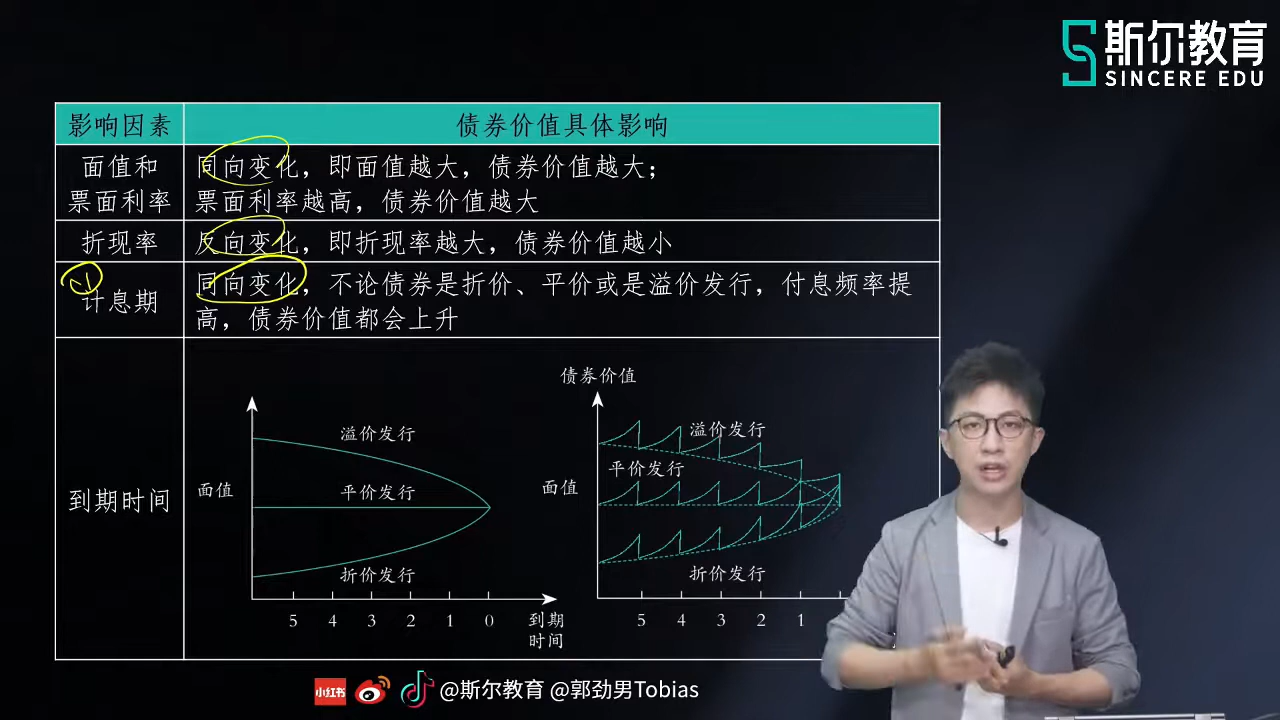 斯尔教育
SINCERE EDU
影响因素 债券价值具体影响
面值和
票面利率
同向变化，即面值越大，债券价值越大；
票面利率越高，债券价值越大
折现率 反向变化，即折现率越大，债券价值越小
计息期
同向变化，不论债券是折价、平价或是溢价发行，付息频率提
高，债券价值都会上升
到期时间
溢价发行
面值
平价发行
折价发行
5 4 3 2 1 0
到期
时间
债券价值
溢价发行
平价发行
面值
折价发行
5 4 3 2 1
小红书
@斯尔教育 @郭劲男Tobias